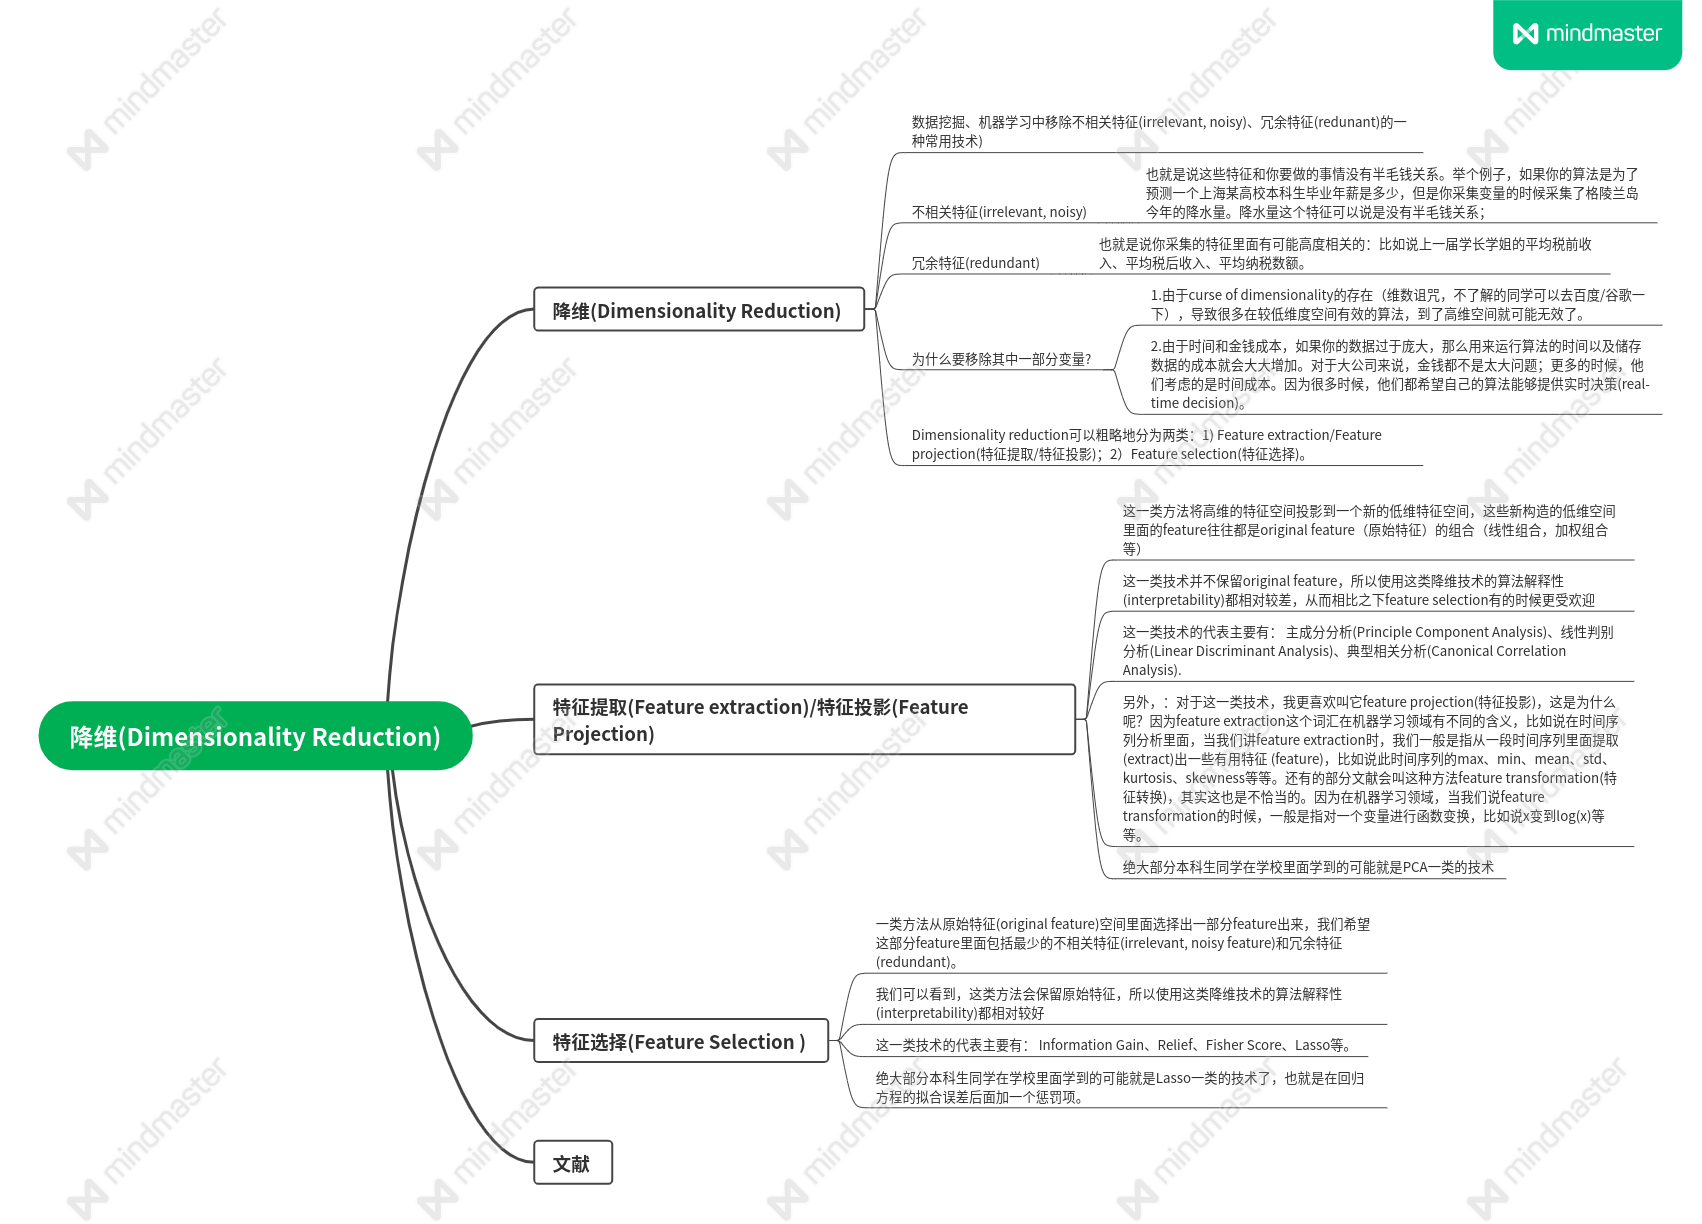 mindmaster
数据挖掘、机器学习中移除不相关特征(irrelevant, noisy)、冗余特征(redunant)的一
种常用技术)
不相关特征(irrelevant, noisy)
也就是说这些特征和你要做的事情没有半毛钱关系。举个例子，如果你的算法是为了
预测一个上海某高校本科生毕业年薪是多少，但是你采集变量的时候采集了格陵兰岛
今年的降水量。降水量这个特征可以说是没有半毛钱关系；
冗余特征(redundant)
也就是说你采集的特征里面有可能高度相关的：比如说上一届学长学姐的平均税前收
入、平均税后收入、平均纳税数额。
降维(Dimensionality Reduction)
为什么要移除其中一部分变量?
1.由于curse of dimensionality的存在（维数诅咒，不了解的同学可以去百度/谷歌一
下），导致很多在较低维度空间有效的算法，到了高维空间就可能无效了。
2.由于时间和金钱成本，如果你的数据过于庞大，那么用来运行算法的时间以及储存
数据的成本就会大大增加。对于大公司来说，金钱都不是太大问题；更多的时候，他
们考虑的是时间成本。因为很多时候，他们都希望自己的算法能够提供实时决策(real-
time decision)。
Dimensionality reduction可以粗略地分为两类：1) Feature extraction/Feature
projection(特征提取/特征投影)；2）Feature selection(特征选择)。
降维(Dimensionality Reduction)
特征提取(Feature extraction)/特征投影(Feature
Projection)
这一类方法将高维的特征空间投影到一个新的低维特征空间，这些新构造的低维空间
里面的feature往往都是original feature（原始特征）的组合（线性组合，加权组合
等）
这一类技术并不保留original feature，所以使用这类降维技术的算法解释性
(interpretability)都相对较差，从而相比之下feature selection有的时候更受欢迎
这一类技术的代表主要有： 主成分分析(Principle Component Analysis)、线性判别
分析(Linear Discriminant Analysis)、典型相关分析(Canonical Correlation
Analysis).
另外，：对于这一类技术，我更喜欢叫它feature projection(特征投影)，这是为什么
呢？因为feature extraction这个词汇在机器学习领域有不同的含义，比如说在时间序
列分析里面，当我们讲feature extraction时，我们一般是指从一段时间序列里面提取
(extract)出一些有用特征 (feature)，比如说此时间序列的max、min、mean、std、
kurtosis、skewness等等。还有的部分文献会叫这种方法feature transformation(特
征转换)，其实这也是不恰当的。因为在机器学习领域，当我们说feature
transformation的时候，一般是指对一个变量进行函数变换，比如说x变到log(x)等
等。
绝大部分本科生同学在学校里面学到的可能就是PCA一类的技术
特征选择(Feature Selection )
一类方法从原始特征(original feature)空间里面选择出一部分feature出来，我们希望
这部分feature里面包括最少的不相关特征(irrelevant, noisy feature)和冗余特征
(redundant)。
我们可以看到，这类方法会保留原始特征，所以使用这类降维技术的算法解释性
(interpretability)都相对较好
这一类技术的代表主要有： Information Gain、Relief、Fisher Score、Lasso等。
绝大部分本科生同学在学校里面学到的可能就是Lasso一类的技术了，也就是在回归
方程的拟合误差后面加一个惩罚项。
文献